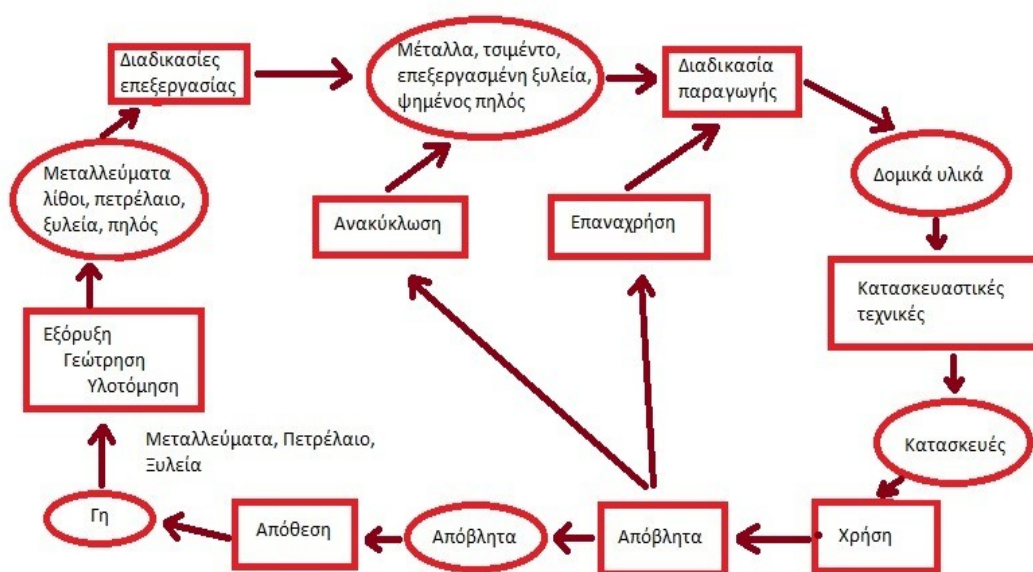 Διαδικασίες
επεξεργασίας
Μέταλλα, τσιμέντο,
επεξεργασμένη ξυλεία,
ψημένος πηλός
Διαδικασία
παραγωγής
Μεταλλεύματα
λίθοι, πετρέλαιο,
ξυλεία, πηλός
Ανακύκλωση
Επαναχρήση
Δομικά υλικά
Κατασκευαστικές
τεχνικές
Εξόρυξη
Γεώτρηση
Υλοτόμηση
Μεταλλεύματα, Πετρέλαιο,
Ξυλεία
Κατασκευές
Γη
Απόθεση
Απόβλητα
Απόβλητα
Χρήση